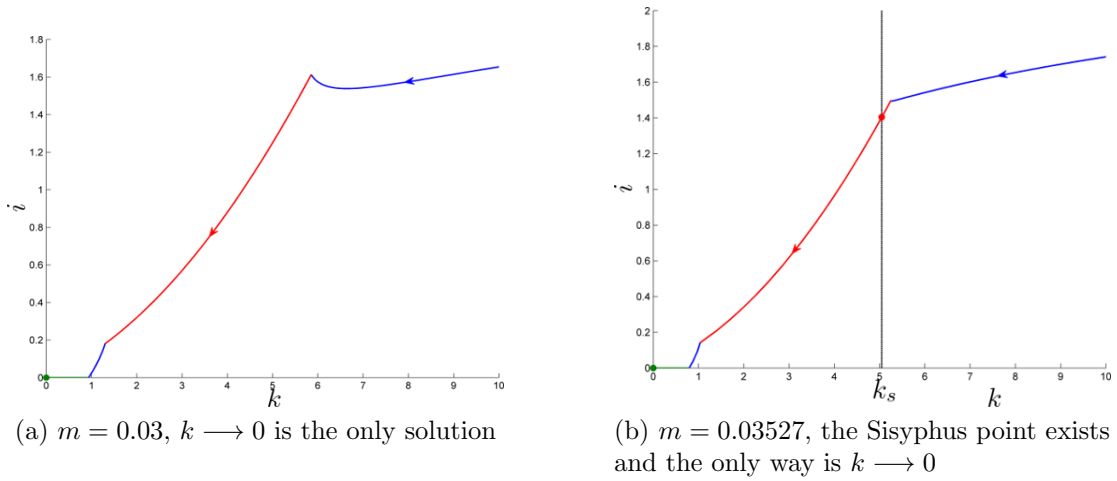 1.8
1.6
1.4
1.2
1
0.8
0.6
0.4
0.2
0
i
0 1 2 3 4 5 6 7 8 9 10
k
(a) m = 0.03, k ⟶ 0 is the only solution
2
1.8
1.6
1.4
1.2
1
0.8
0.6
0.4
0.2
0
i
0 1 2 3 4 5 6 7 8 9 10
k_s k
(b) m = 0.03527, the Sisyphus point exists
and the only way is k ⟶ 0